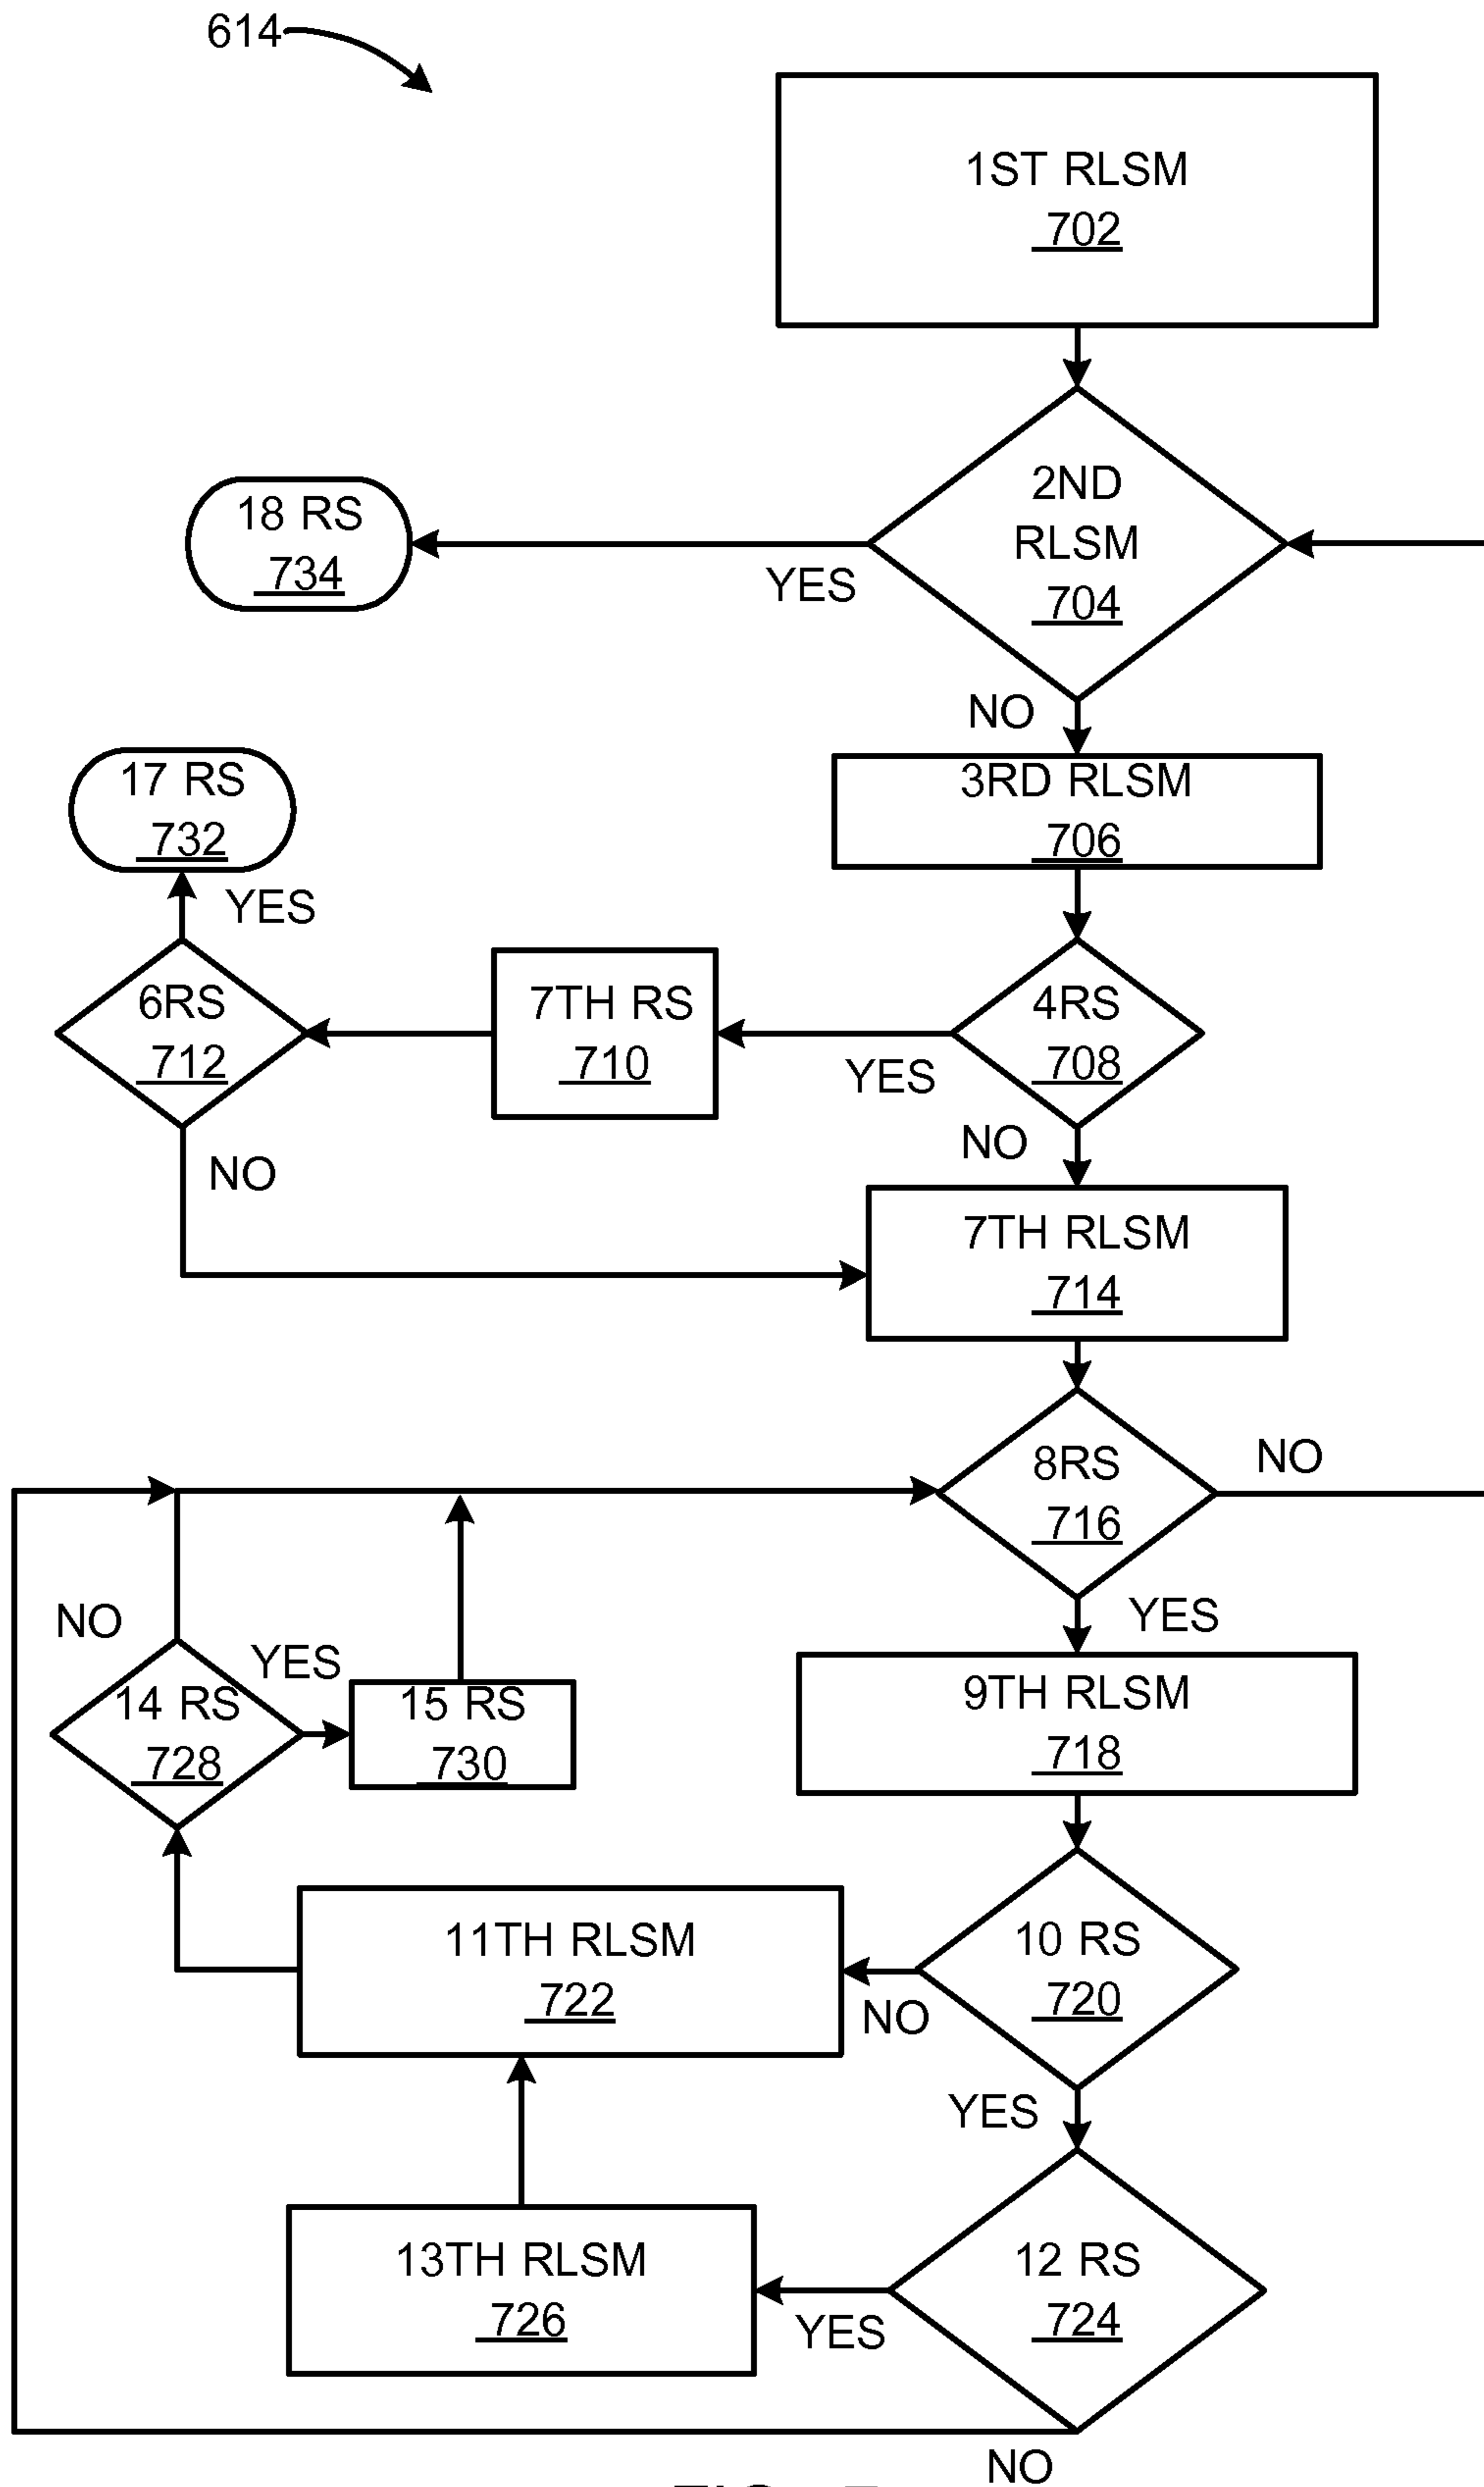 614
1ST RLSM
702
2ND
RLSM
704
18 RS
734
YES
NO
3RD RLSM
706
17 RS
732
YES
6RS
712
7TH RS
710
4RS
708
YES
NO
NO
7TH RLSM
714
8RS
716
NO
YES
NO
YES
14 RS
728
15 RS
730
9TH RLSM
718
11TH RLSM
722
10 RS
720
NO
YES
13TH RLSM
726
12 RS
724
YES
NO